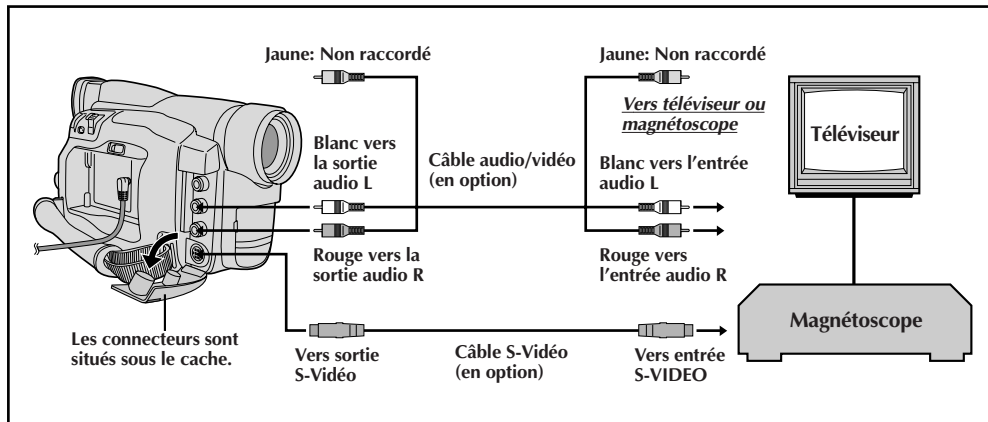 Jaune: Non raccordé
Jaune: Non raccordé
Vers téléviseur ou
magnétoscope
Téléviseur
Blanc vers
la sortie
audio L
Câble audio/vidéo
(en option)
Blanc vers l’entrée
audio L
Rouge vers la
sortie audio R
Rouge vers
l’entrée audio R
Magnétoscope
Les connecteurs sont
situés sous le cache.
Vers sortie
S-Vidéo
Câble S-Vidéo
(en option)
Vers entrée
S-VIDEO